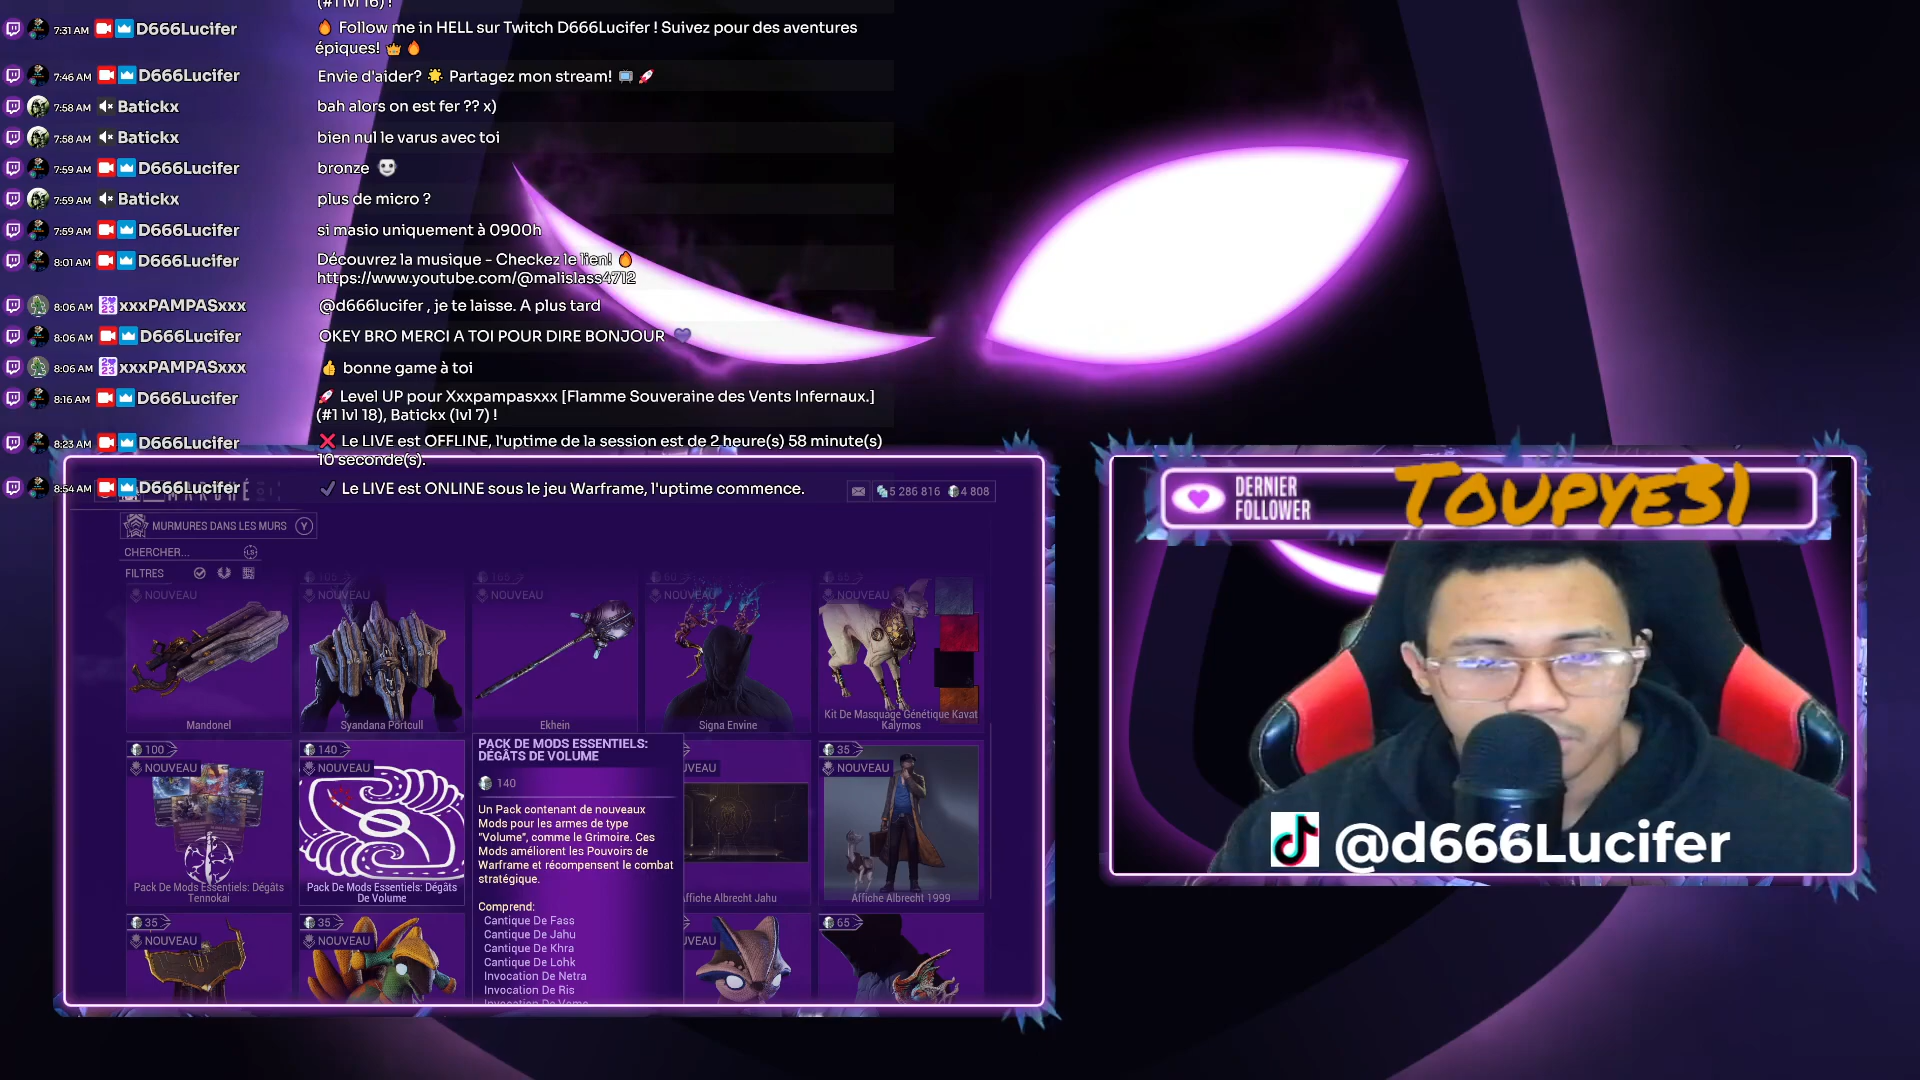 (#1 lvl 16) !
7:31 AM D666Lucifer 🔥 Follow me in HELL sur Twitch D666Lucifer ! Suivez pour des aventures
épiques! 👑 🔥
7:46 AM D666Lucifer Envie d'aider? 🌟 Partagez mon stream! 📺 🚀
7:58 AM Batickx bah alors on est fer ?? x)
7:58 AM Batickx bien nul le varus avec toi
7:59 AM D666Lucifer bronze 💀
7:59 AM Batickx plus de micro ?
7:59 AM D666Lucifer si masio uniquement à 0900h
8:01 AM D666Lucifer Découvrez la musique - Checkez le lien! 🔥
https://www.youtube.com/@malislass4712
8:06 AM xxxPAMPASxxx @d666lucifer , je te laisse. A plus tard
8:06 AM D666Lucifer OKEY BRO MERCI A TOI POUR DIRE BONJOUR 💜
8:06 AM xxxPAMPASxxx 👍 bonne game à toi
8:16 AM D666Lucifer 🚀 Level UP pour Xxxpampasxxx [Flamme Souveraine des Vents Infernaux.]
(#1 lvl 18), Batickx (lvl 7) !
8:23 AM D666Lucifer ❌ Le LIVE est OFFLINE, l'uptime de la session est de 2 heure(s) 58 minute(s)
10 seconde(s).
8:54 AM D666Lucifer ✔ Le LIVE est ONLINE sous le jeu Warframe, l'uptime commence.
5 286 816 4 808
MURMURES DANS LES MURS Y
CHERCHER... LS
FILTRES
NOUVEAU NOUVEAU NOUVEAU NOUVEAU NOUVEAU
Mandonel
Syandana Portcull
Ekhein
Signa Envine
Kit De Masquage Génétique Kavat
Kalymos
100
NOUVEAU
Pack De Mods Essentiels: Dégâts
Tennokai
140
NOUVEAU
Pack De Mods Essentiels: Dégâts
De Volume
PACK DE MODS ESSENTIELS:
DÉGÂTS DE VOLUME
140
Un Pack contenant de nouveaux
Mods pour les armes de type
"Volume", comme le Grimoire. Ces
Mods améliorent les Pouvoirs de
Warframe et récompensent le combat
stratégique.
Comprend:
Cantique De Fass
Cantique De Jahu
Cantique De Khra
Cantique De Lohk
Invocation De Netra
Invocation De Ris
Invocation De Vome
VEAU
ffiche Albrecht Jahu
35
NOUVEAU
Affiche Albrecht 1999
35
NOUVEAU
35
NOUVEAU
VEAU
65
DERNIER
FOLLOWER
Toupye31
@d666Lucifer